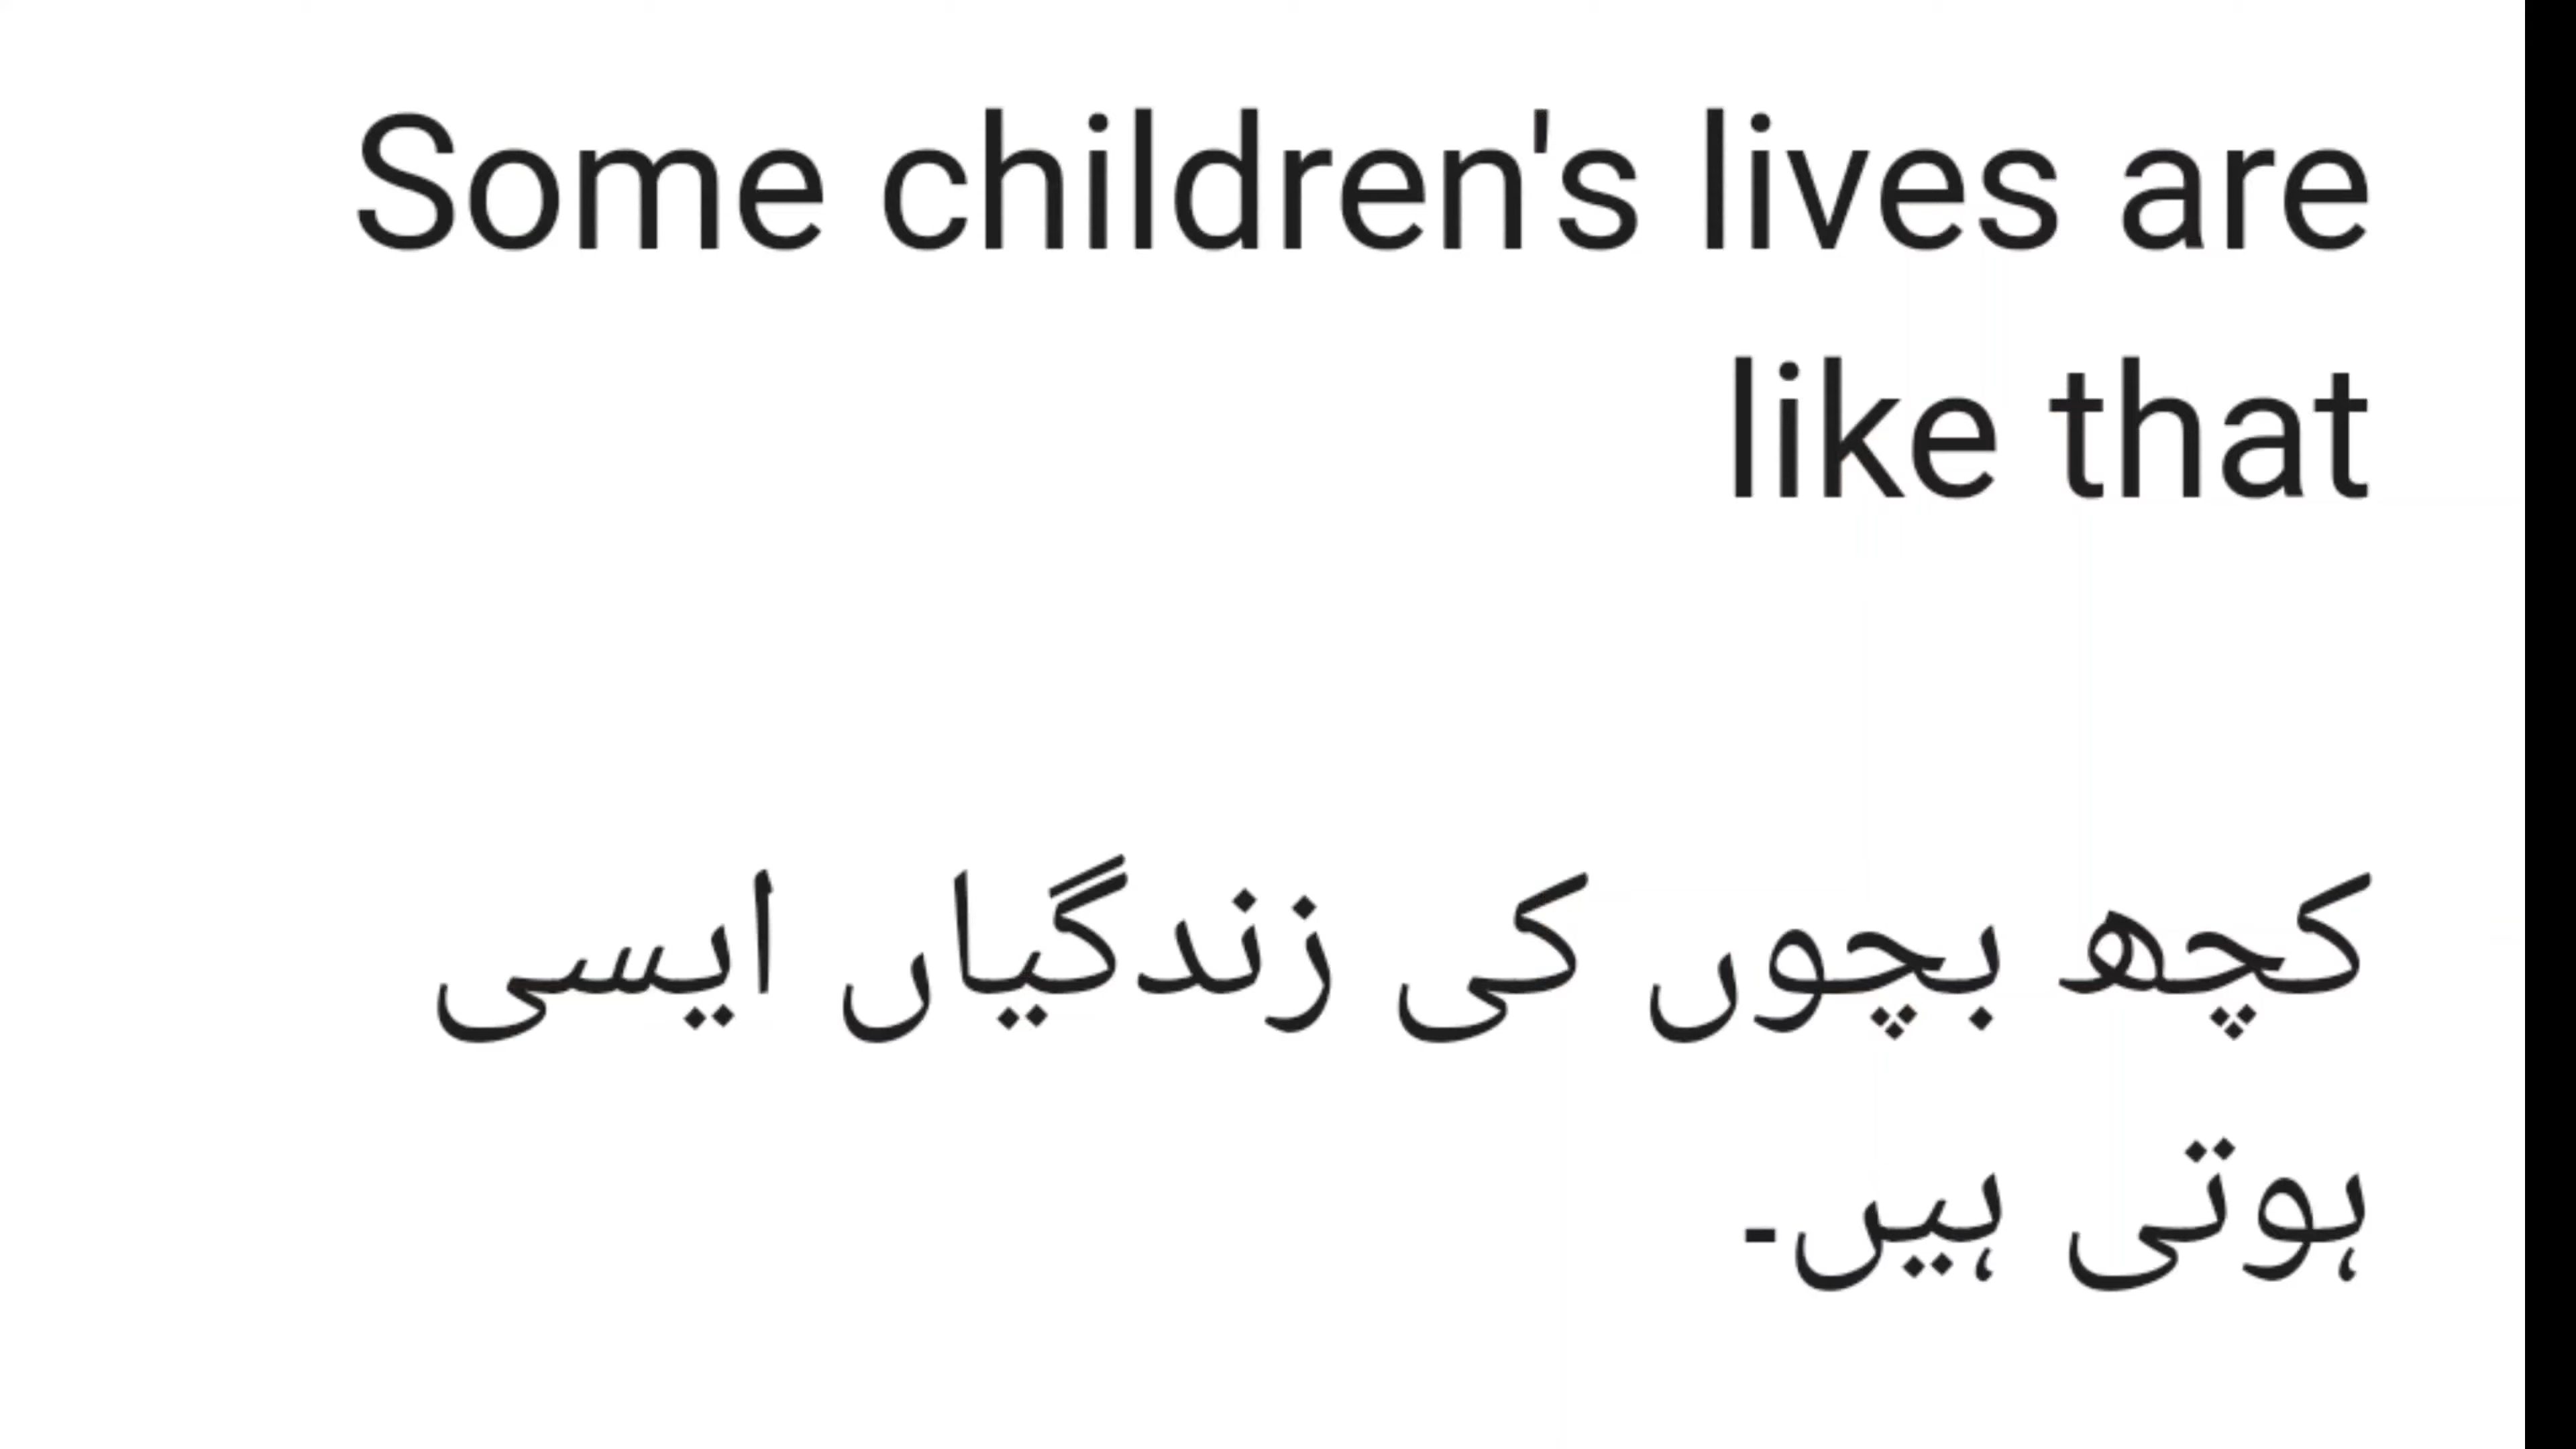 Some children's lives are
like that
کچھ بچوں کی زندگیاں ایسی
ہوتی ہیں۔